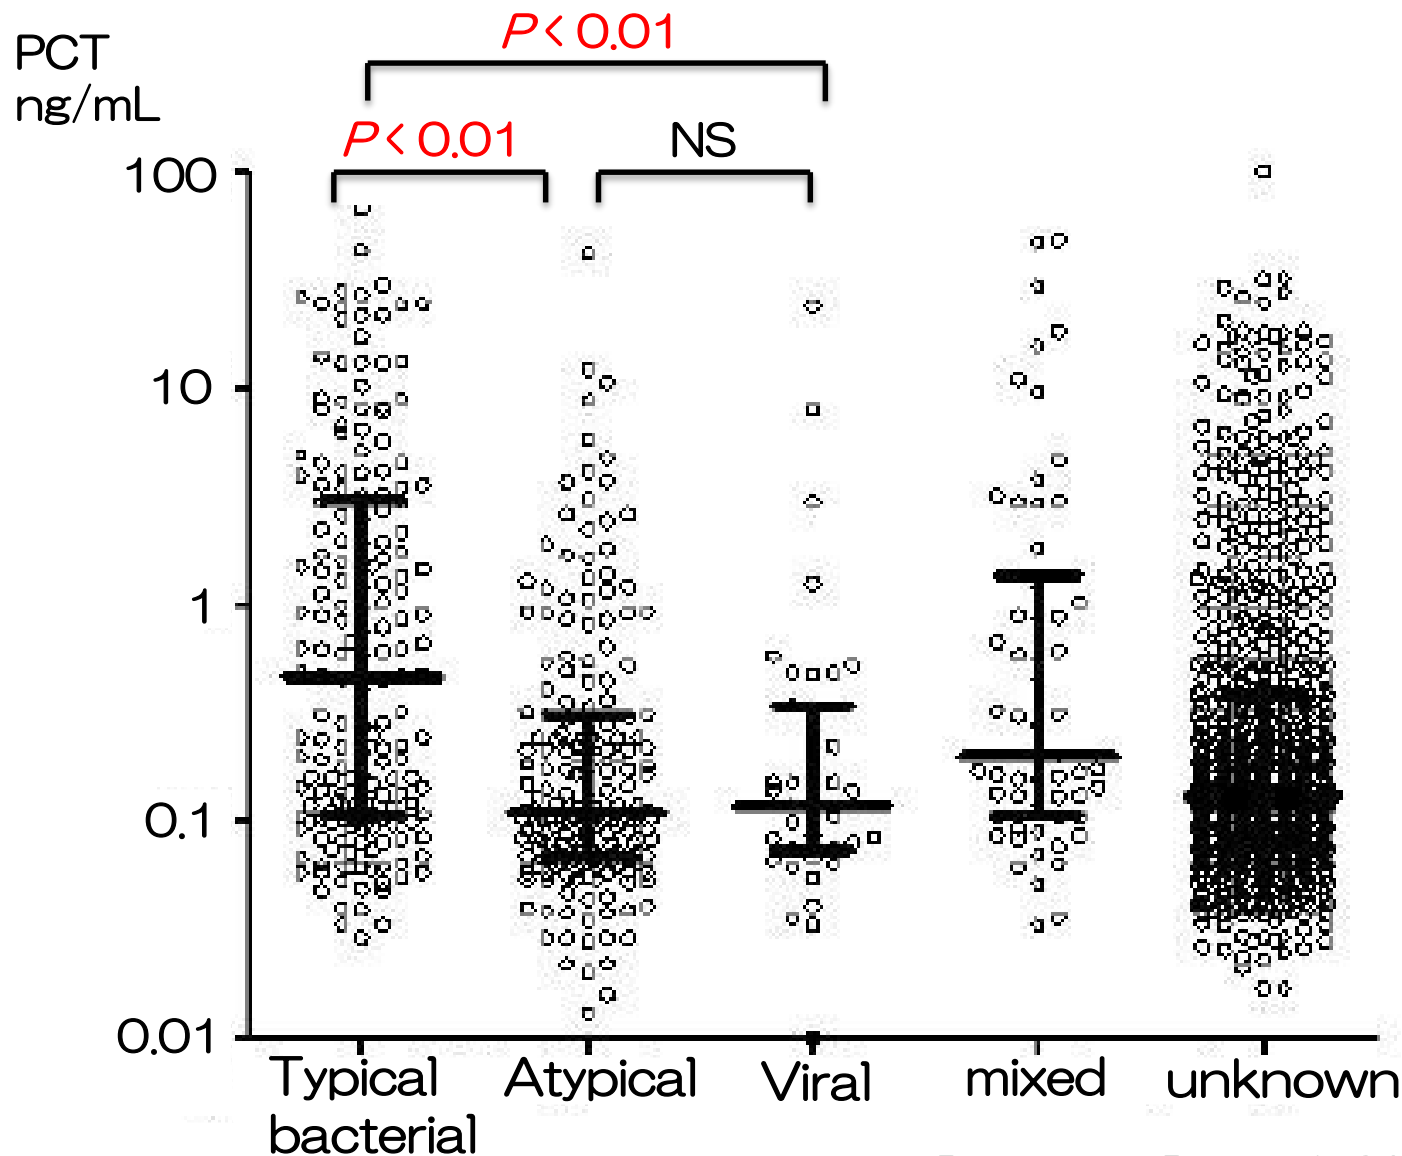 PCT
ng/mL
P< 0.01
P< 0.01
NS
100
10
1
0.1
0.01
Typical
bacterial
Atypical
Viral
mixed
unknown